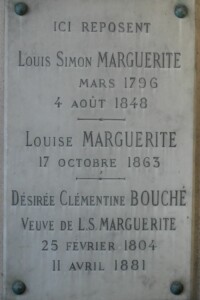 ICI REPOSENT
LOUIS SIMON MARGUERITE
MARS 1796
4 AOÛT 1848
LOUISE MARGUERITE
17 OCTOBRE 1863
DÉSIRÉE CLÉMENTINE BOUCHÉ
VEUVE DE L.S. MARGUERITE
25 FEVRIER 1804
11 AVRIL 1881